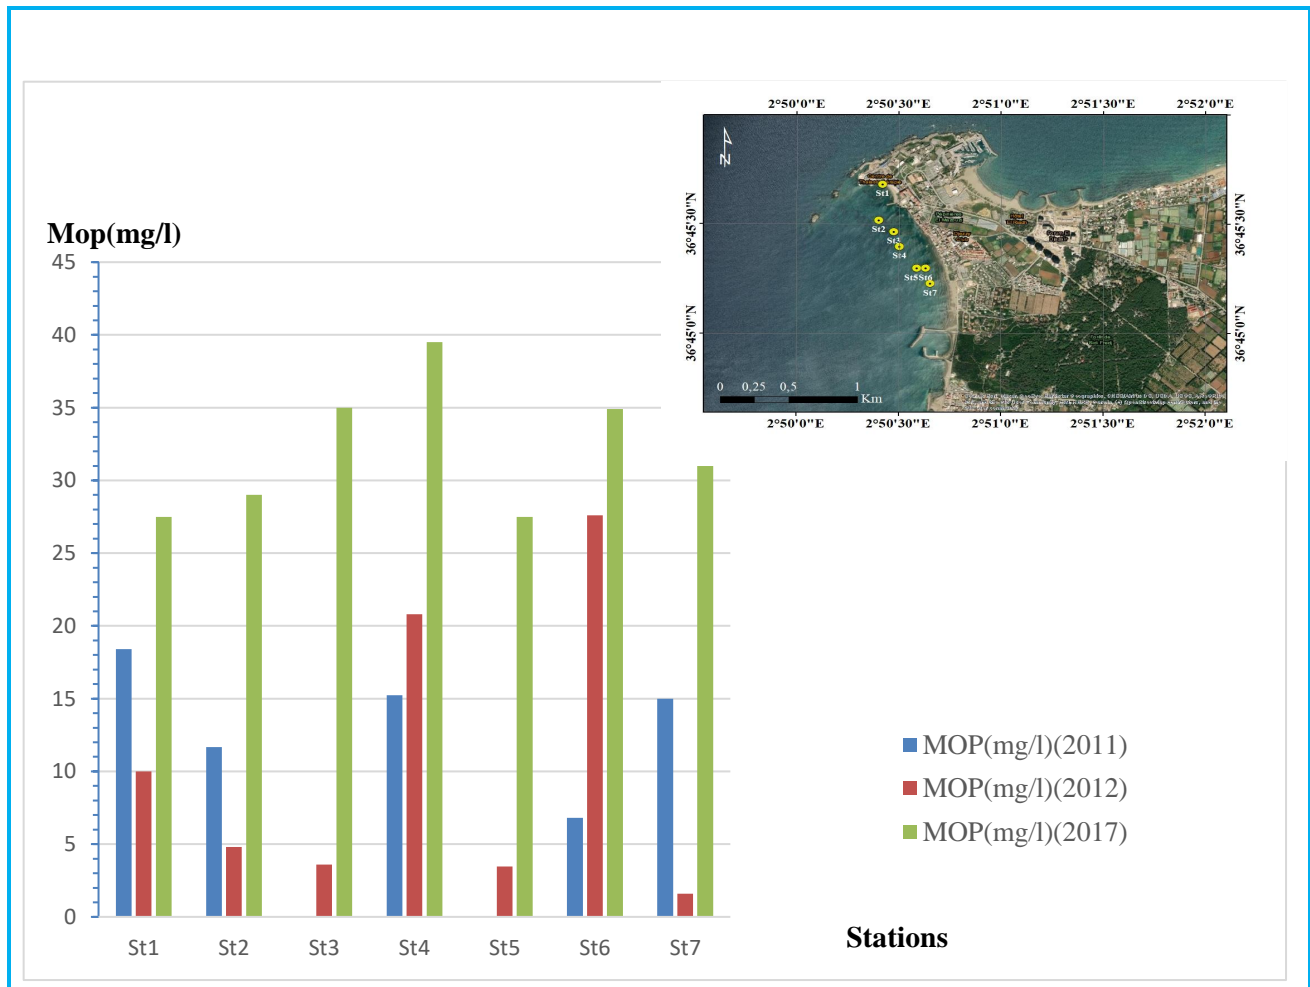 2°50'0"E 2°50'30"E 2°51'0"E 2°51'30"E 2°52'0"E
N
36°45'30"N
36°45'0"N
St1
St2
St3
St4
St5 St6
St7
0 0,25 0,5 1
Km
36°45'30"N
36°45'0"N
2°50'0"E 2°50'30"E 2°51'0"E 2°51'30"E 2°52'0"E
Mop(mg/l)
45
40
35
30
25
20
15
10
5
0
St1 St2 St3 St4 St5 St6 St7
Stations
MOP(mg/l)(2011)
MOP(mg/l)(2012)
MOP(mg/l)(2017)